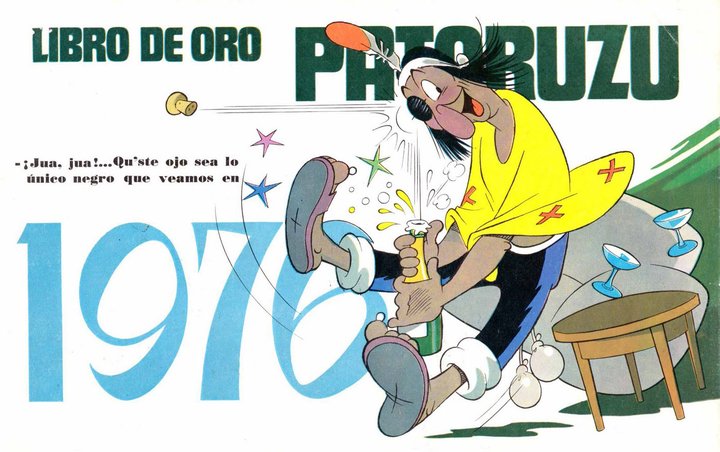 LIBRO DE ORO PATORUZU
-¡Jua, jua!...Qu'ste ojo sea lo
único negro que veamos en
1976